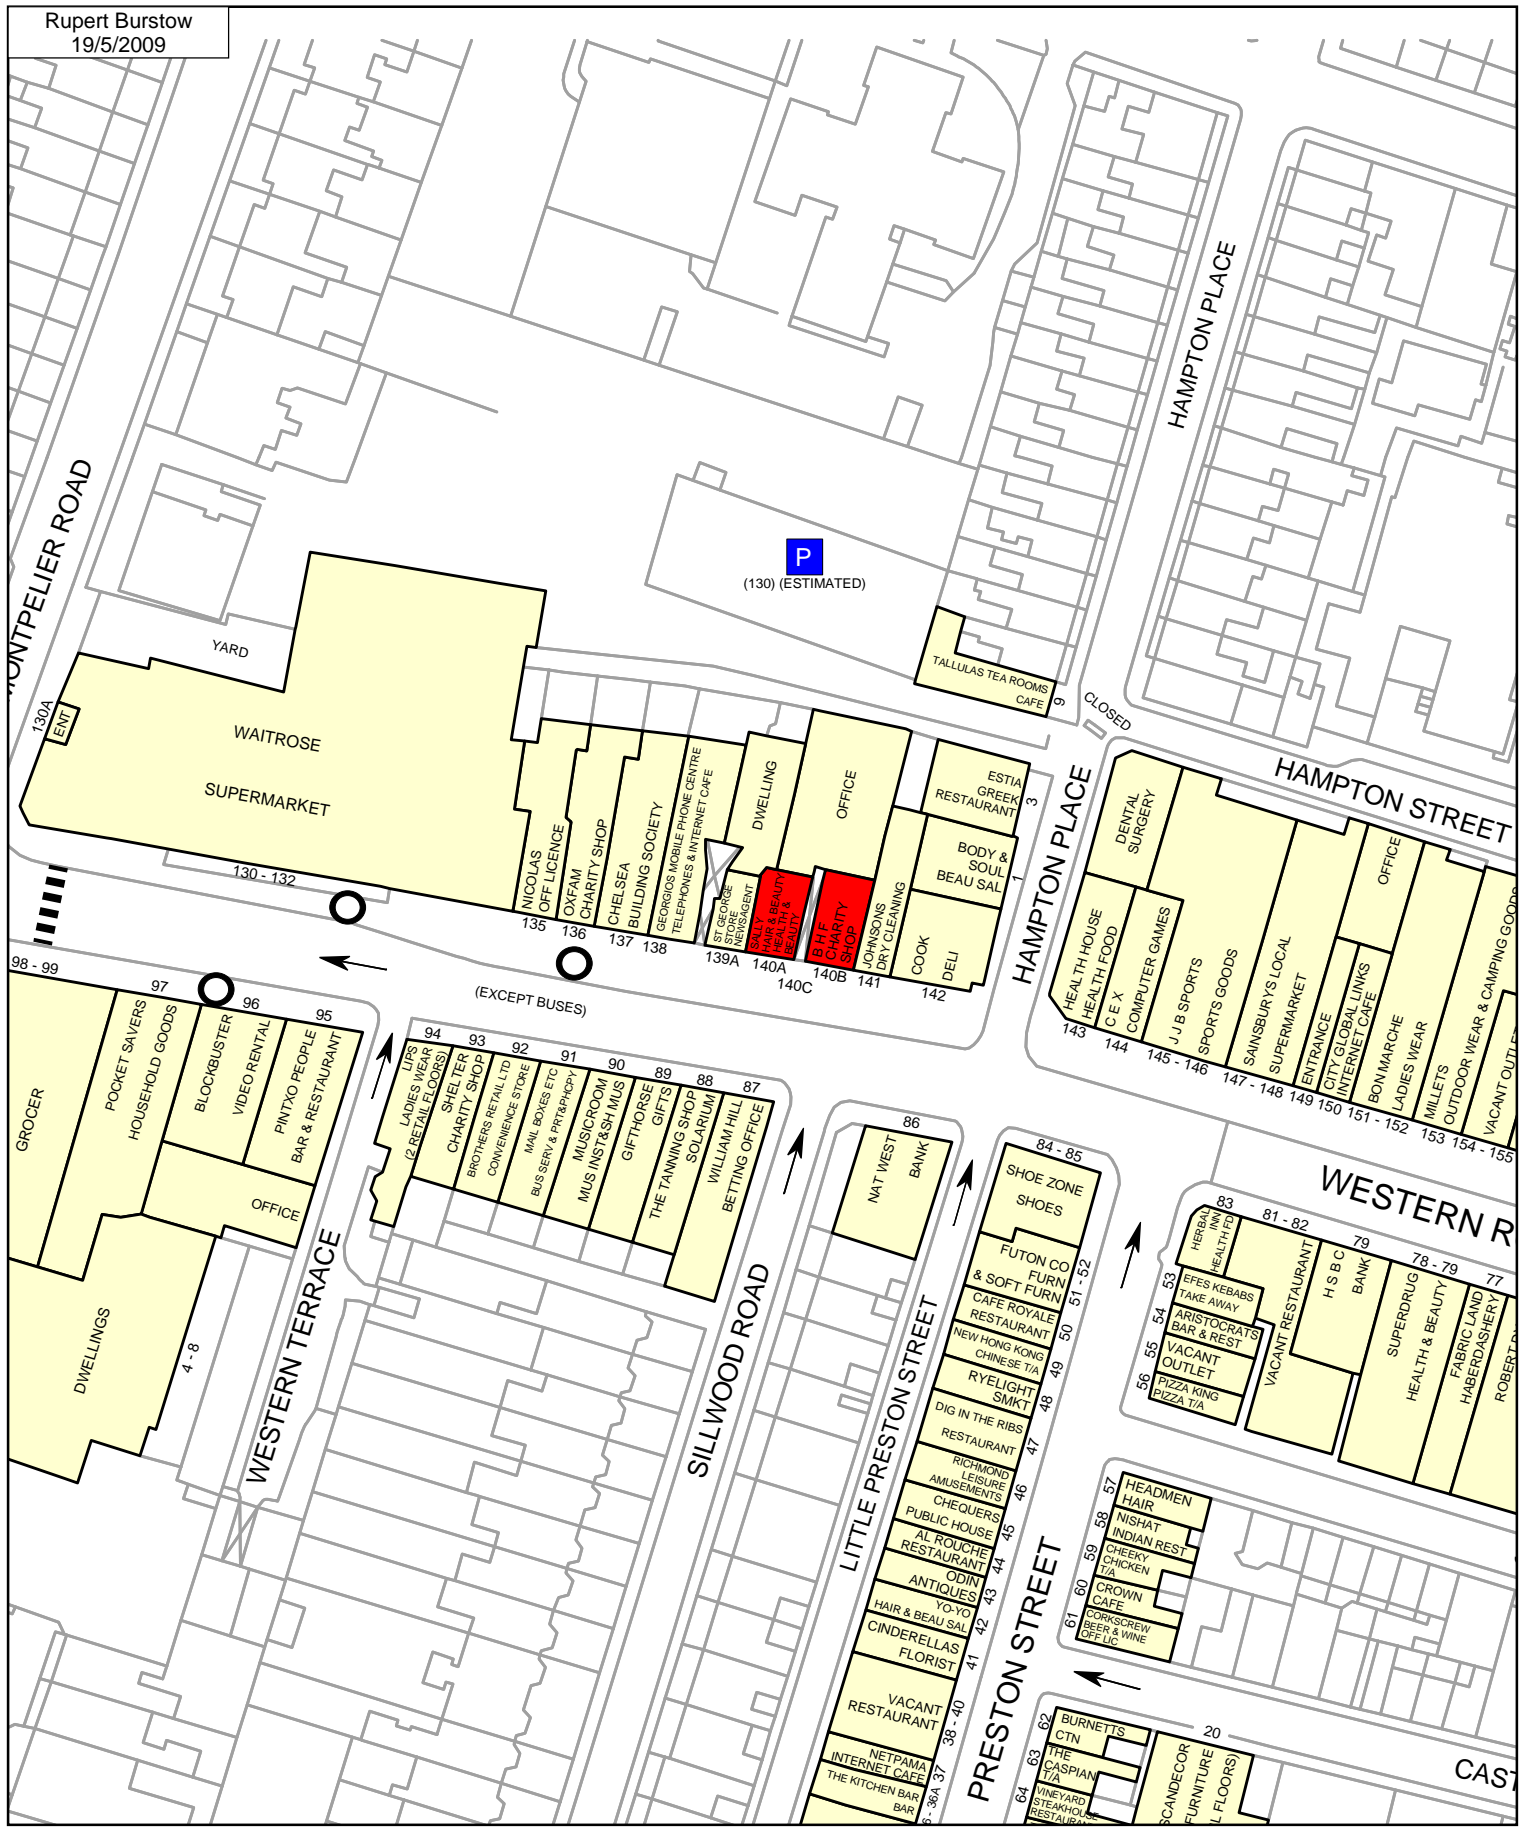 Rupert Burstow
19/5/2009
HAMPTON PLACE
MONTPELIER ROAD
P
(130) (ESTIMATED)
YARD
TALLULAS TEA ROOMS
CAFE
9
CLOSED
130A
ENT
WAITROSE
SUPERMARKET
130 - 132
NICOLAS
OFF LICENCE
135
OXFAM
CHARITY SHOP
136
CHELSEA
BUILDING SOCIETY
137
138
GEORGIOS MOBILE PHONE CENTRE
TELEPHONES & INTERNET CAFE
ST GEORGE
STORE
NEWSAGENT
139A
DWELLING
SALLY
HAIR & BEAUTY
HEALTH &
BEAUTY
140A
140C
OFFICE
B H F
CHARITY
SHOP
140B
JOHNSONS
DRY CLEANING
141
COOK
DELI
142
ESTIA
GREEK
RESTAURANT
3
BODY &
SOUL
BEAU SAL
1
HAMPTON PLACE
HAMPTON STREET
DENTAL
SURGERY
HEALTH HOUSE
HEALTH FOOD
143
C E X
COMPUTER GAMES
144
J J B SPORTS
SPORTS GOODS
145 - 146
SAINSBURYS LOCAL
SUPERMARKET
147 - 148
ENTRANCE
149
OFFICE
CITY GLOBAL LINKS
INTERNET CAFE
150
BON MARCHE
LADIES WEAR
151 - 152
MILLETS
OUTDOOR WEAR & CAMPING GOODS
153
VACANT OUTLET
154 - 155
(EXCEPT BUSES)
98 - 99
GROCER
97
POCKET SAVERS
HOUSEHOLD GOODS
96
BLOCKBUSTER
VIDEO RENTAL
95
PINTXO PEOPLE
BAR & RESTAURANT
OFFICE
DWELLINGS
4 - 8
WESTERN TERRACE
94
LIPS
LADIES WEAR
(2 RETAIL FLOORS)
93
SHELTER
CHARITY SHOP
92
BROTHERS RETAIL LTD
CONVENIENCE STORE
91
MAIL BOXES ETC
BUS SERV & PRT&PHCPY
90
MUSICROOM
MUS INST&SH MUS
89
GIFTHORSE
GIFTS
88
THE TANNING SHOP
SOLARIUM
87
WILLIAM HILL
BETTING OFFICE
SILLWOOD ROAD
86
NAT WEST
BANK
LITTLE PRESTON STREET
84 - 85
SHOE ZONE
SHOES
FUTON CO
FURN
& SOFT FURN
51 - 52
CAFE ROYALE
RESTAURANT
50
NEW HONG KONG
CHINESE T/A
49
RYELIGHT
SMKT
48
DIG IN THE RIBS
RESTAURANT
47
RICHMOND
LEISURE
AMUSEMENTS
46
CHEQUERS
PUBLIC HOUSE
45
AL ROUCHE
RESTAURANT
44
ODIN
ANTIQUES
43
YO-YO
HAIR & BEAU SAL
42
CINDERELLAS
FLORIST
41
VACANT
RESTAURANT
38 - 40
NETPAMA
INTERNET CAFE
37
THE KITCHEN BAR
BAR
- 36A
PRESTON STREET
WESTERN R
83
HERBAL
INN
HEALTH FD
81 - 82
VACANT RESTAURANT
79
H S B C
BANK
78 - 79
SUPERDRUG
HEALTH & BEAUTY
77
FABRIC LAND
HABERDASHERY
ROBERT
53
EFES KEBABS
TAKE AWAY
54
ARISTOCRATS
BAR & REST
55
VACANT
OUTLET
56
PIZZA KING
PIZZA T/A
57
HEADMEN
HAIR
58
NISHAT
INDIAN REST
59
CHEEKY
CHICKEN
T/A
60
CROWN
CAFE
61
CORKSCREW
BEER & WINE
OFF LIC
62
BURNETTS
CTN
63
THE
CASPIAN
T/A
64
VINEYARD
STEAKHOUSE
RESTAURANT
20
SCANDECOR
FURNITURE
L FLOORS)
CAST